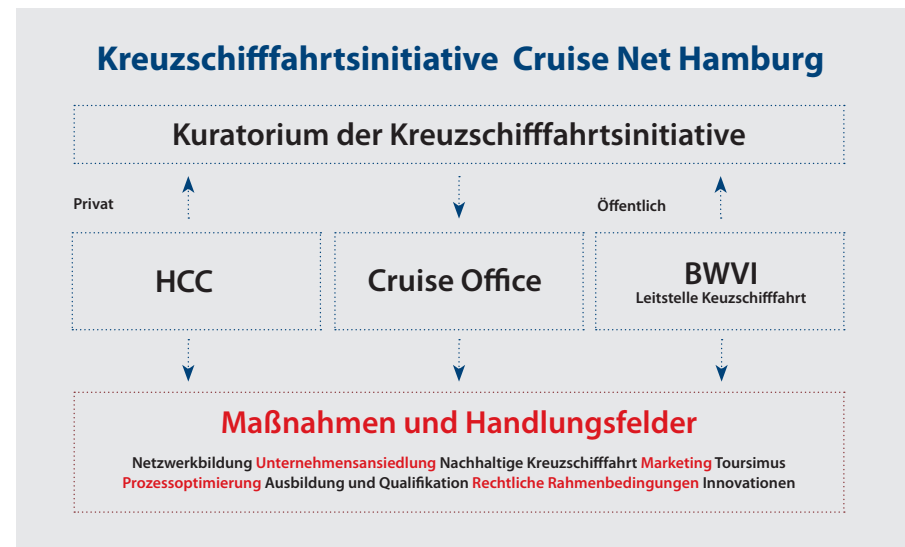 Kreuzschifffahrtsinitiative Cruise Net Hamburg
Kuratorium der Kreuzschifffahrtsinitiative
Privat
Öffentlich
HCC
Cruise Office
BWVI
Leitstelle Keuzschifffahrt
Maßnahmen und Handlungsfelder
Netzwerkbildung Unternehmensansiedlung Nachhaltige Kreuzschifffahrt Marketing Toursimus
Prozessoptimierung Ausbildung und Qualifikation Rechtliche Rahmenbedingungen Innovationen